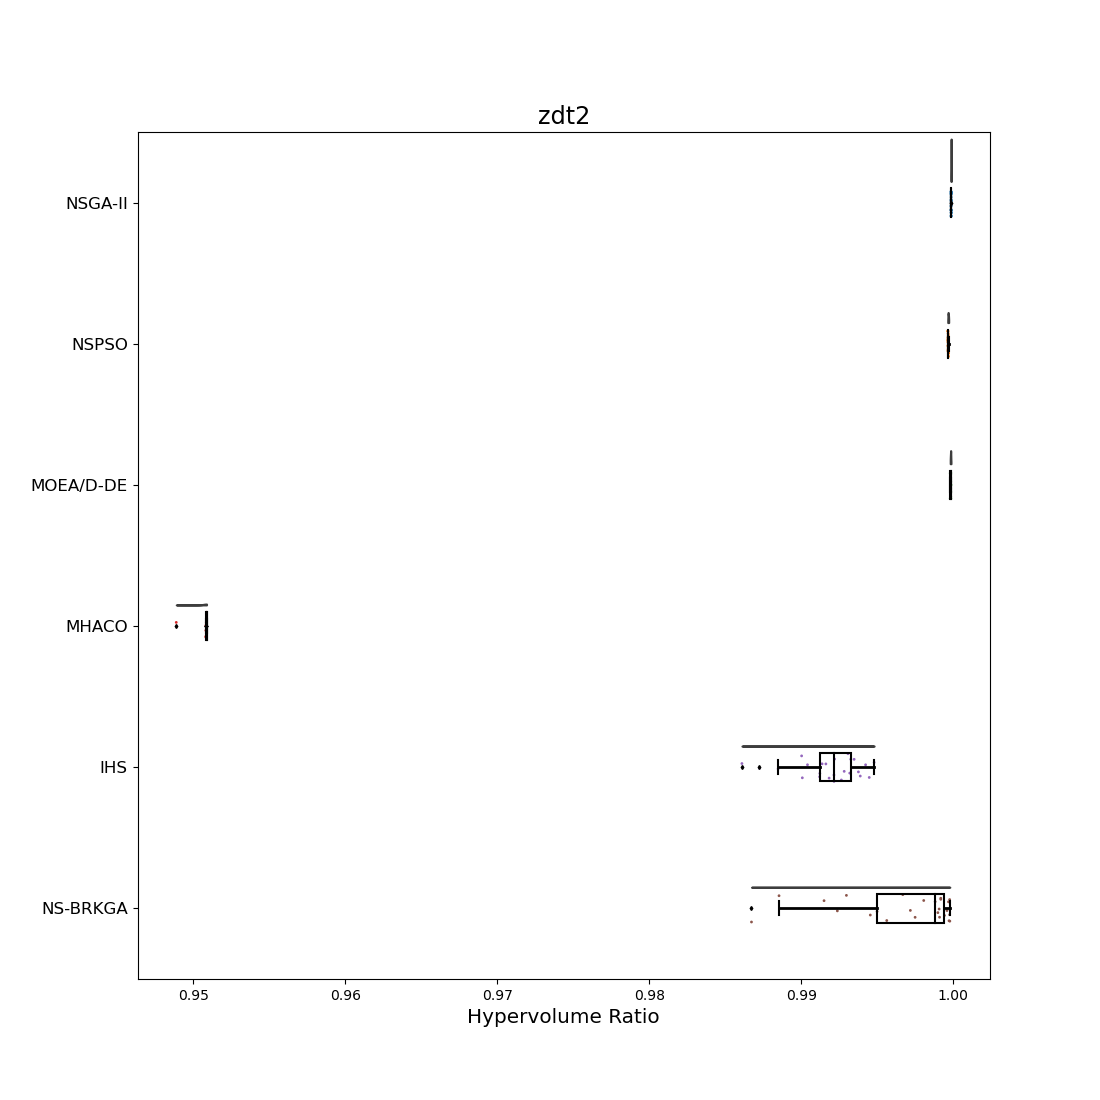 zdt2
NSGA-II
NSPSO
MOEA/D-DE
MHACO
IHS
NS-BRKGA
0.95 0.96 0.97 0.98 0.99 1.00
Hypervolume Ratio